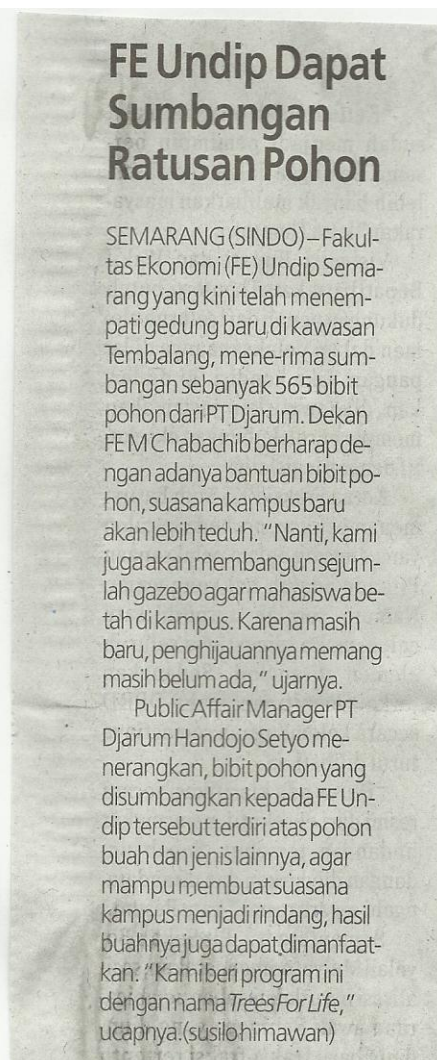 FE Undip Dapat
Sumbangan
Ratusan Pohon
SEMARANG (SINDO) – Fakul-
tas Ekonomi (FE) Undip Sema-
rang yang kini telah menem-
pati gedung baru di kawasan
Tembalang, mene-rima sum-
bangan sebanyak 565 bibit
pohon dari PT Djarum. Dekan
FE M Chabachib berharap de-
ngan adanya bantuan bibit po-
hon, suasana kampus baru
akan lebih teduh. “Nanti, kami
juga akan membangun sejum-
lah gazebo agar mahasiswa be-
tah di kampus. Karena masih
baru, penghijauannya memang
masih belum ada,” ujarnya.
Public Affair Manager PT
Djarum Handojo Setyo me-
nerangkan, bibit pohon yang
disumbangkan kepada FE Un-
dip tersebut terdiri atas pohon
buah dan jenis lainnya, agar
mampu membuat suasana
kampus menjadi rindang, hasil
buahnya juga dapat dimanfaat-
kan. “Kami beri program ini
dengan nama Trees For Life,”
ucapnya.(susilo himawan)